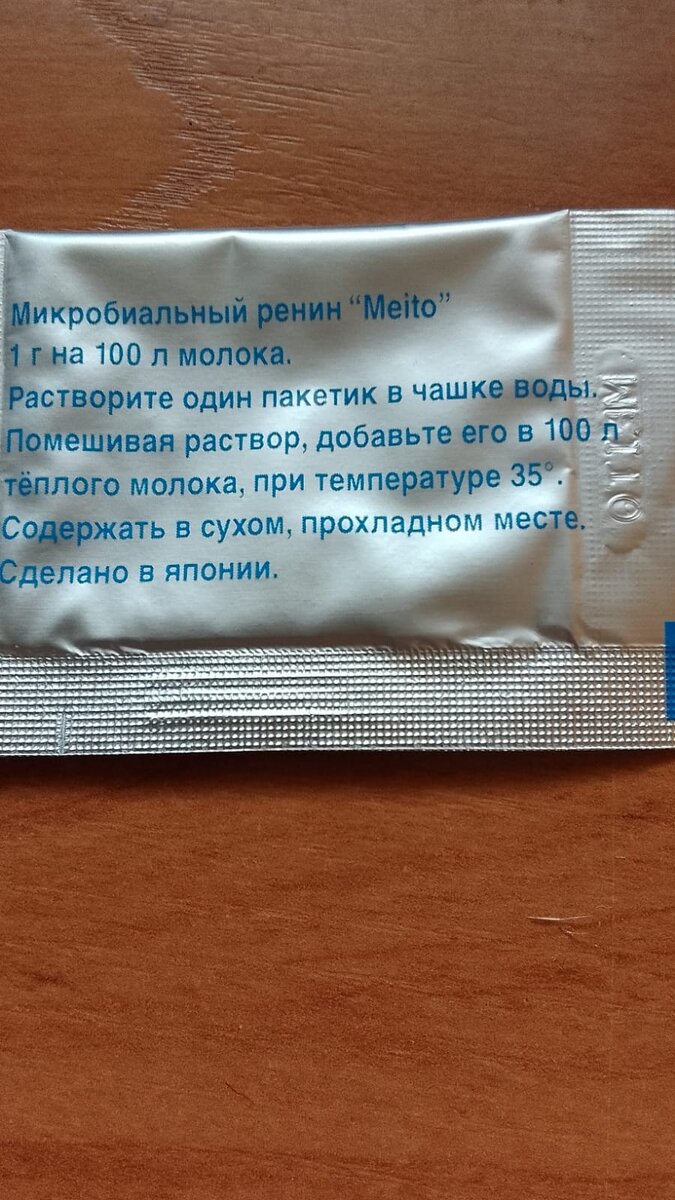 Микробиальный ренин “Meito”
1 г на 100 л молока.
Растворите один пакетик в чашке воды.
Помешивая раствор, добавьте его в 100 л
тёплого молока, при температуре 35°.
Содержать в сухом, прохладном месте.
Сделано в японии.
MEITO